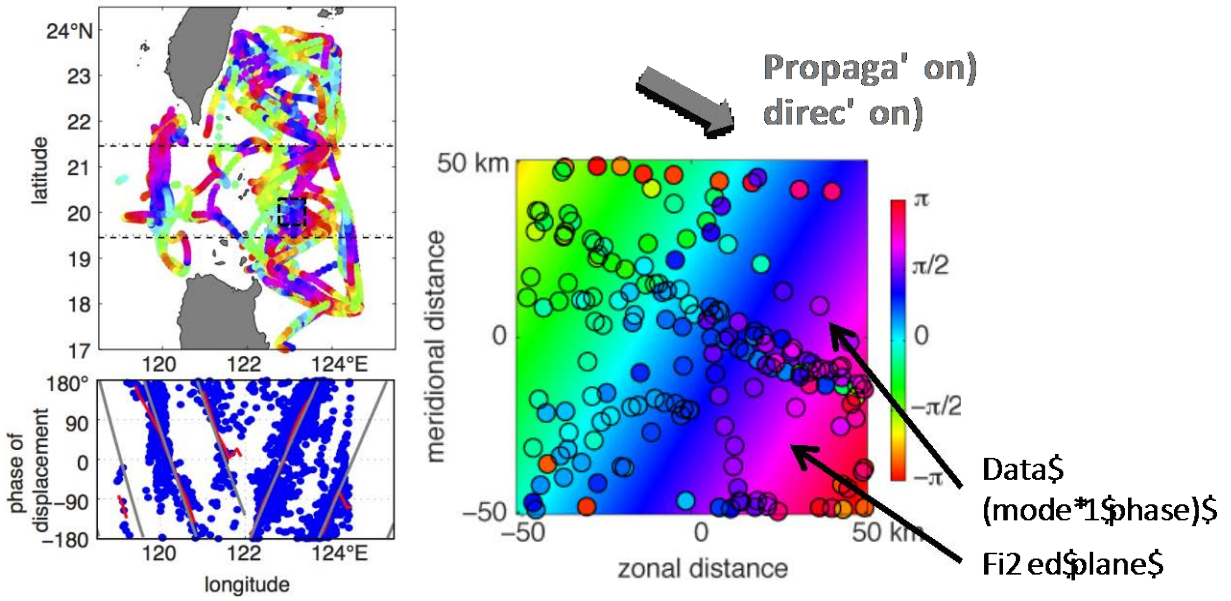 24°N
23
22
21
20
19
18
17
latitude
120
122
124°E
180°
90
0
−90
−180
phase of
displacement
120
122
124°E
longitude
Propaga' on)
direc' on)
50 km
0
−50
meridional distance
−50
0
50 km
zonal distance
π
π/2
0
−π/2
−π
Data$
(mode*1$phase)$
Fi2 ed$plane$